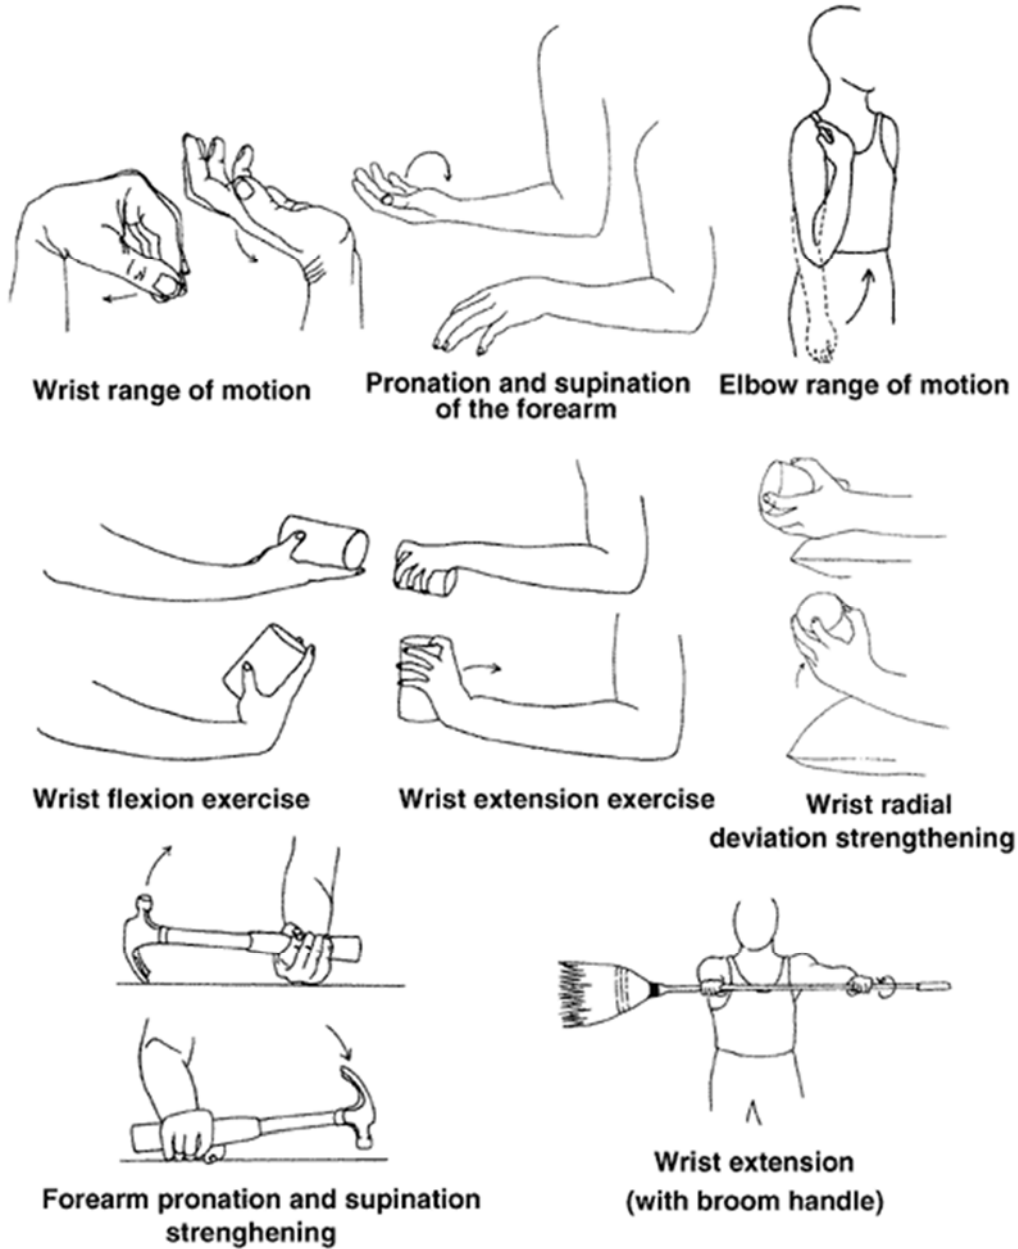 Wrist range of motion
Pronation and supination
of the forearm
Elbow range of motion
Wrist flexion exercise
Wrist extension exercise
Wrist radial
deviation strengthening
Forearm pronation and supination
strenghening
Wrist extension
(with broom handle)